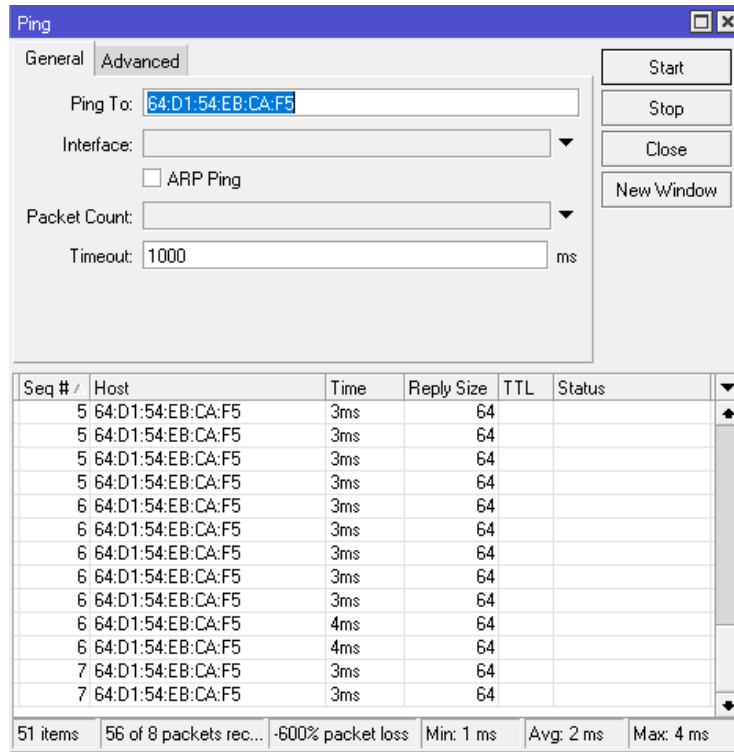 Ping
General Advanced Start
Ping To: 64:D1:54:EB:CA:F5 Stop
Interface: Close
ARP Ping New Window
Packet Count:
Timeout: 1000 ms
Seq # Host Time Reply Size TTL Status
5 64:D1:54:EB:CA:F5 3ms 64
5 64:D1:54:EB:CA:F5 3ms 64
5 64:D1:54:EB:CA:F5 3ms 64
5 64:D1:54:EB:CA:F5 3ms 64
6 64:D1:54:EB:CA:F5 3ms 64
6 64:D1:54:EB:CA:F5 3ms 64
6 64:D1:54:EB:CA:F5 3ms 64
6 64:D1:54:EB:CA:F5 3ms 64
6 64:D1:54:EB:CA:F5 3ms 64
6 64:D1:54:EB:CA:F5 4ms 64
6 64:D1:54:EB:CA:F5 4ms 64
7 64:D1:54:EB:CA:F5 3ms 64
7 64:D1:54:EB:CA:F5 3ms 64
51 items 56 of 8 packets rec... -600% packet loss Min: 1 ms Avg: 2 ms Max: 4 ms